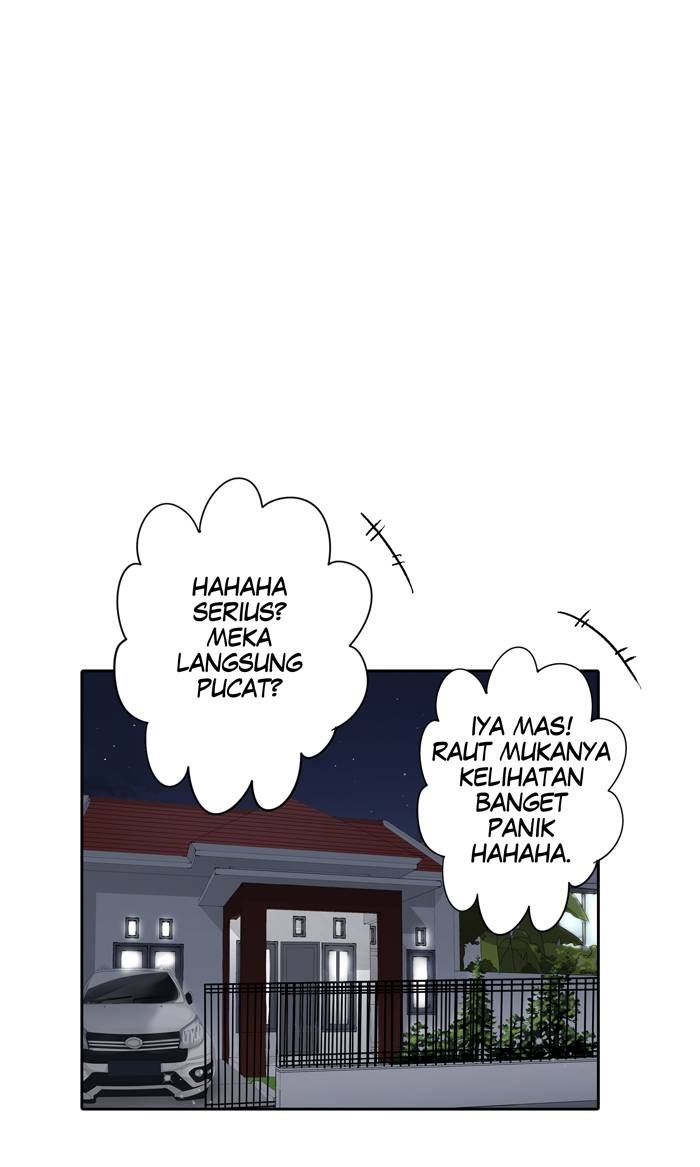 HAHAHA
SERIUS?
MEKA
LANGSUNG
PUCAT?
IYA MAS!
RAUT MUKANYA
KELIHATAN
BANGET
PANIK
HAHAHA.